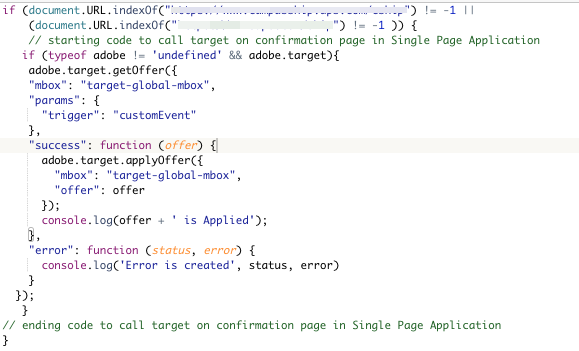 if (document.URL.indexOf("") != -1 ||
(document.URL.indexOf("") != -1 )) {
// starting code to call target on confirmation page in Single Page Application
if (typeof adobe != 'undefined' && adobe.target){
adobe.target.getOffer({
"mbox": "target-global-mbox",
"params": {
"trigger": "customEvent"
},
"success": function (offer) {
adobe.target.applyOffer({
"mbox": "target-global-mbox",
"offer": offer
});
console.log(offer + ' is Applied');
},
"error": function (status, error) {
console.log('Error is created', status, error)
}
});
}
// ending code to call target on confirmation page in Single Page Application
}